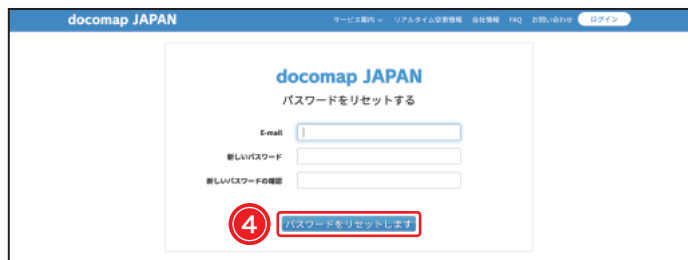 docomap JAPAN サービス案内 リアルタイム空車情報 会社情報 FAQ お問い合わせ ログイン
docomap JAPAN
パスワードをリセットする
E-mail
新しいパスワード
新しいパスワードの確認
④ パスワードをリセットします